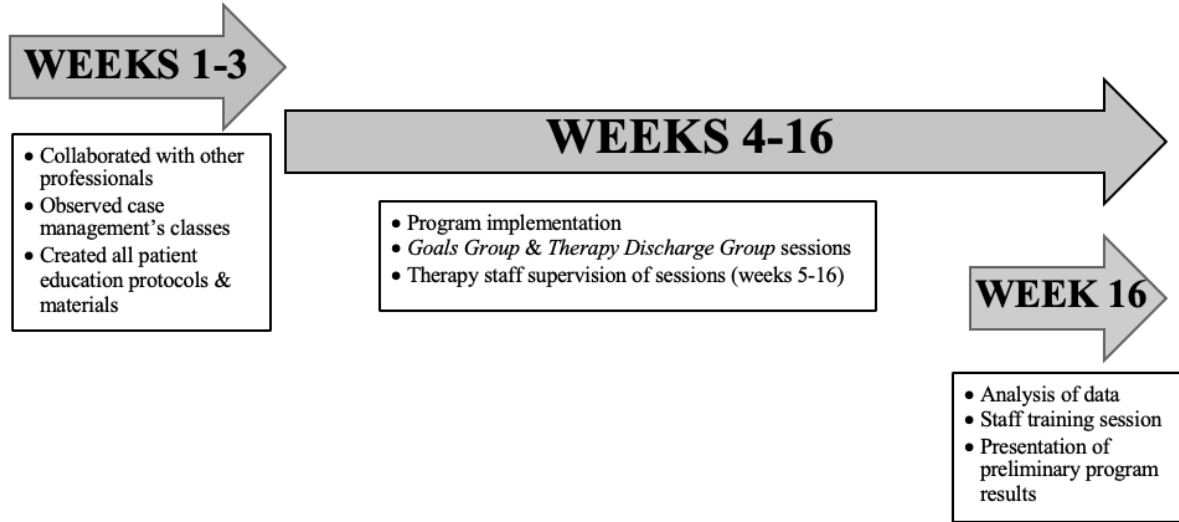 WEEKS 1-3
• Collaborated with other
professionals
• Observed case
management's classes
• Created all patient
education protocols &
materials
WEEKS 4-16
• Program implementation
• Goals Group & Therapy Discharge Group sessions
• Therapy staff supervision of sessions (weeks 5-16)
WEEK 16
• Analysis of data
• Staff training session
• Presentation of
preliminary program
results